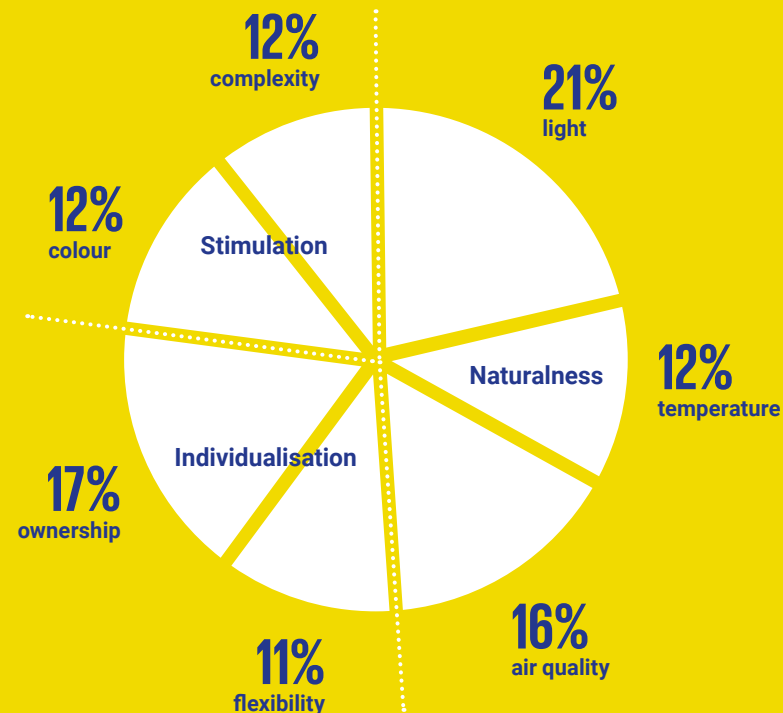 12%
complexity
21%
light
12%
colour
Stimulation
Naturalness
12%
temperature
Individualisation
17%
ownership
16%
air quality
11%
flexibility